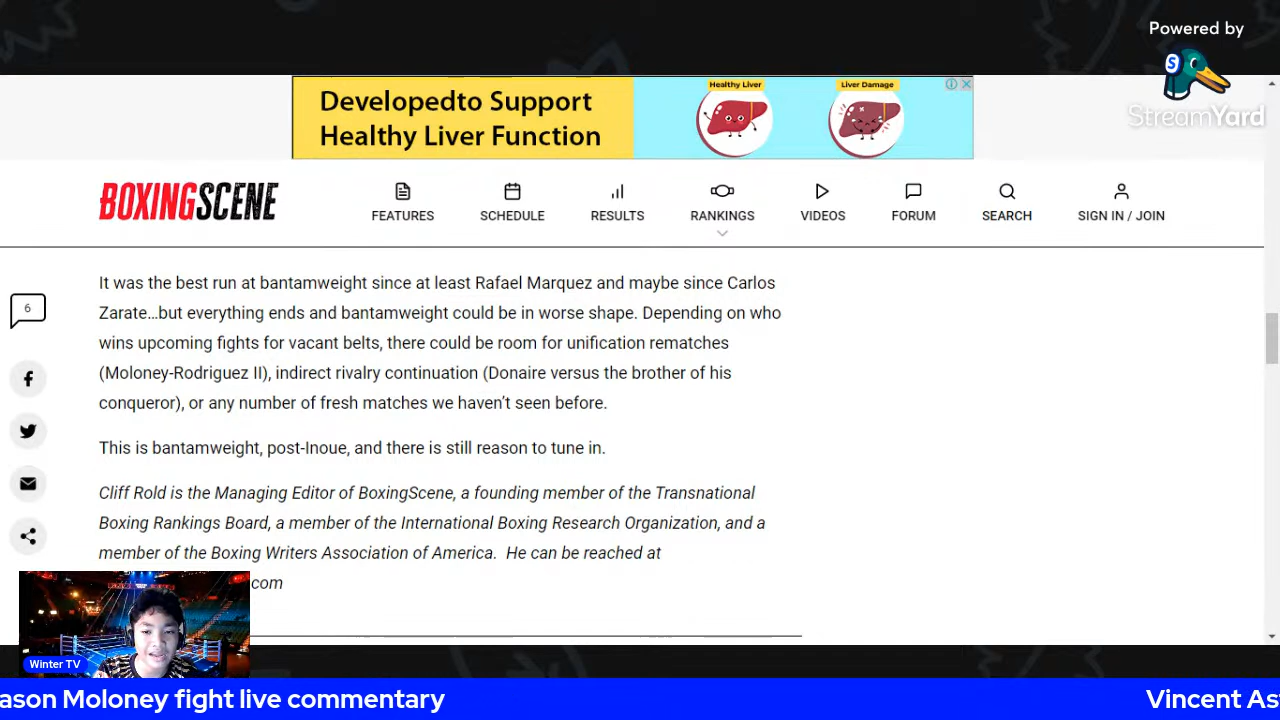 Powered by
StreamYard
Developedto Support
Healthy Liver Function
Healthy Liver
Liver Damage
BOXINGSCENE
FEATURES
SCHEDULE
RESULTS
RANKINGS
VIDEOS
FORUM
SEARCH
SIGN IN / JOIN
6
It was the best run at bantamweight since at least Rafael Marquez and maybe since Carlos
Zarate…but everything ends and bantamweight could be in worse shape. Depending on who
wins upcoming fights for vacant belts, there could be room for unification rematches
(Moloney-Rodriguez II), indirect rivalry continuation (Donaire versus the brother of his
conqueror), or any number of fresh matches we haven’t seen before.
This is bantamweight, post-Inoue, and there is still reason to tune in.
Cliff Rold is the Managing Editor of BoxingScene, a founding member of the Transnational
Boxing Rankings Board, a member of the International Boxing Research Organization, and a
member of the Boxing Writers Association of America.  He can be reached at
com
Winter TV
ason Moloney fight live commentary
Vincent Ast